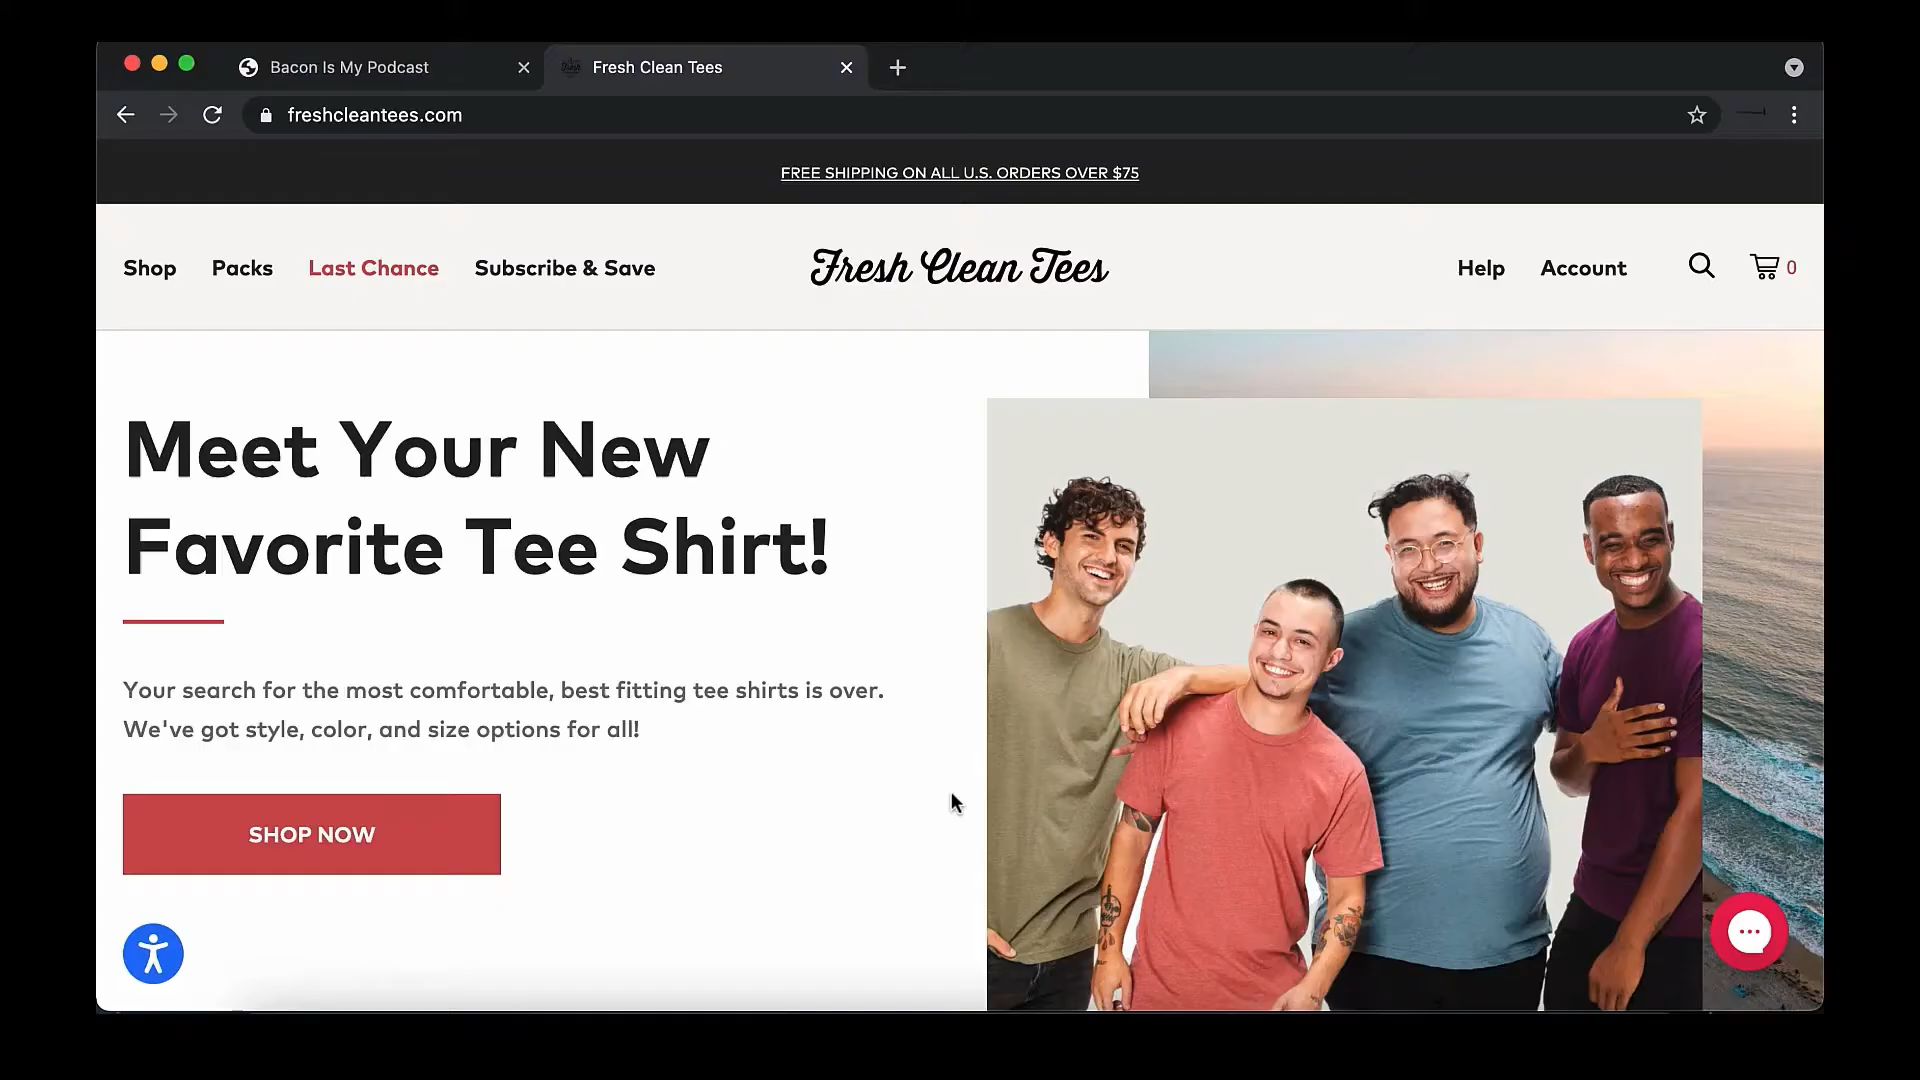 Bacon Is My Podcast
Fresh Clean Tees
freshcleantees.com
FREE SHIPPING ON ALL U.S. ORDERS OVER $75
Shop Packs Last Chance Subscribe & Save Fresh Clean Tees Help Account 0
Meet Your New
Favorite Tee Shirt!
Your search for the most comfortable, best fitting tee shirts is over.
We've got style, color, and size options for all!
SHOP NOW